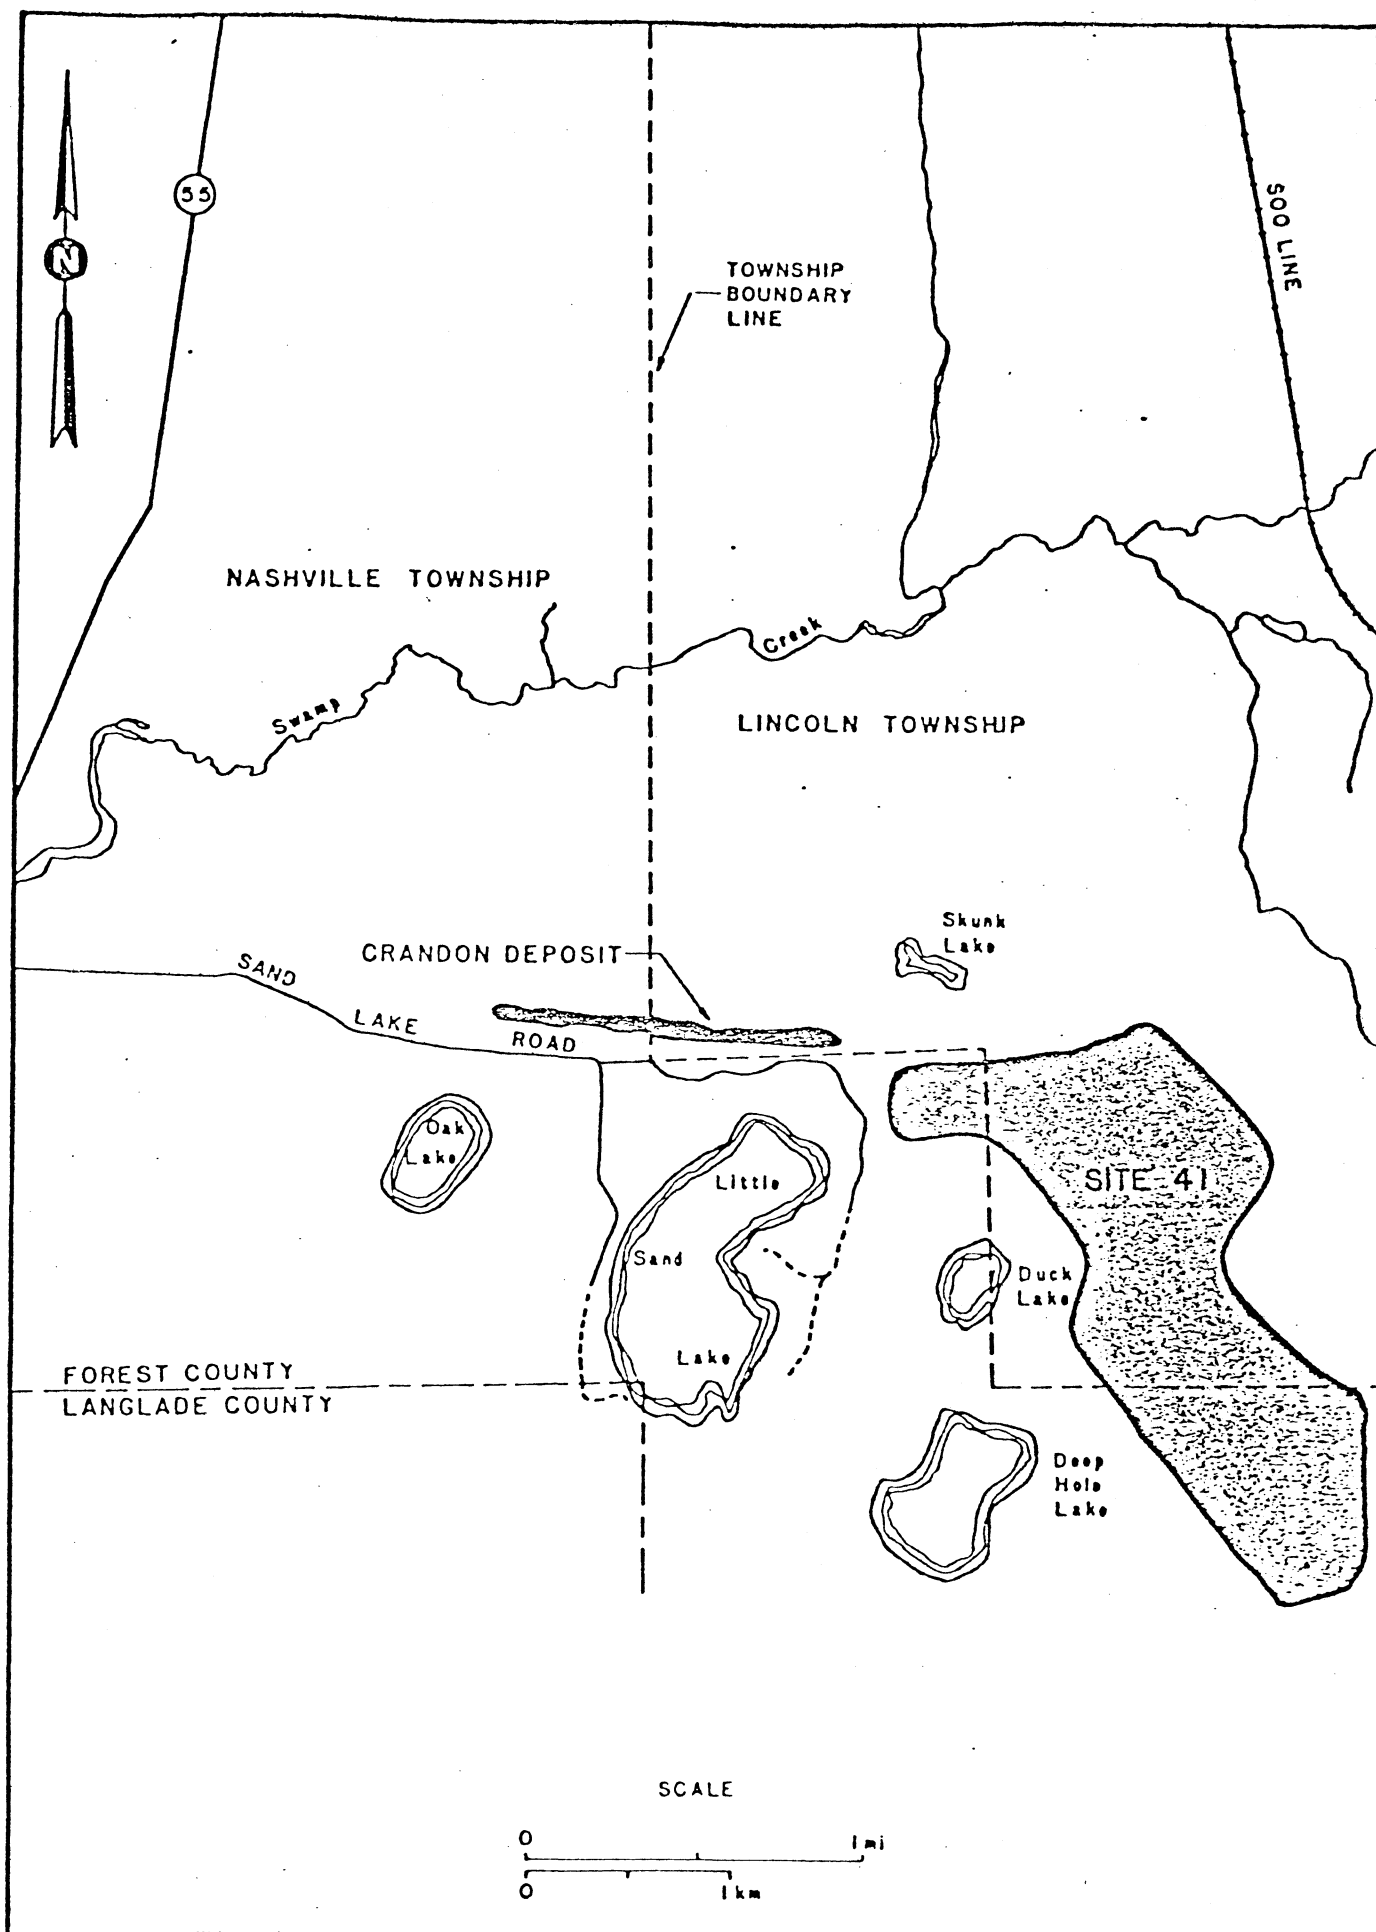 55
N
SOO LINE
TOWNSHIP
BOUNDARY
LINE
NASHVILLE TOWNSHIP
Swamp Creek
LINCOLN TOWNSHIP
Skunk
Lake
CRANDON DEPOSIT
SAND LAKE ROAD
Oak
Lake
Little
Sand
Lake
SITE 41
Duck
Lake
FOREST COUNTY
LANGLADE COUNTY
Deep
Hole
Lake
SCALE
0 1 mi
0 1 km